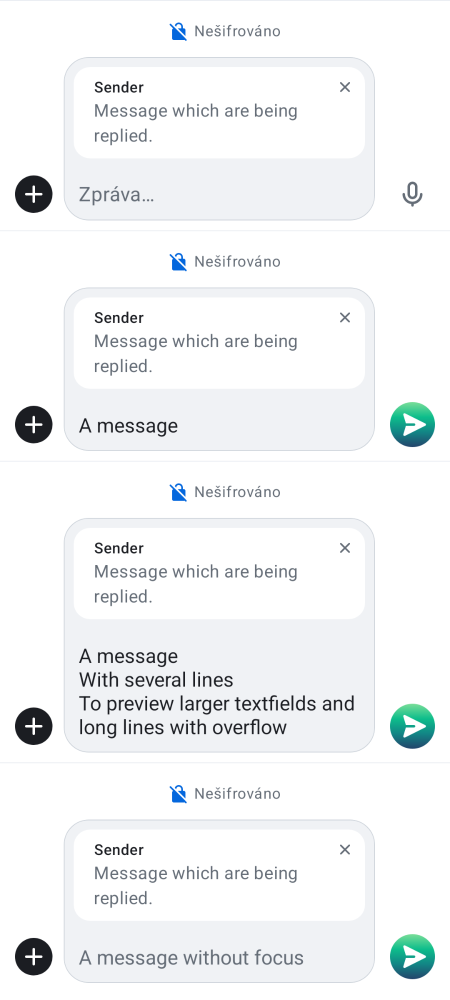 Nešifrováno
Sender
Message which are being
replied.
Zpráva…
Nešifrováno
Sender
Message which are being
replied.
A message
Nešifrováno
Sender
Message which are being
replied.
A message
With several lines
To preview larger textfields and
long lines with overflow
Nešifrováno
Sender
Message which are being
replied.
A message without focus